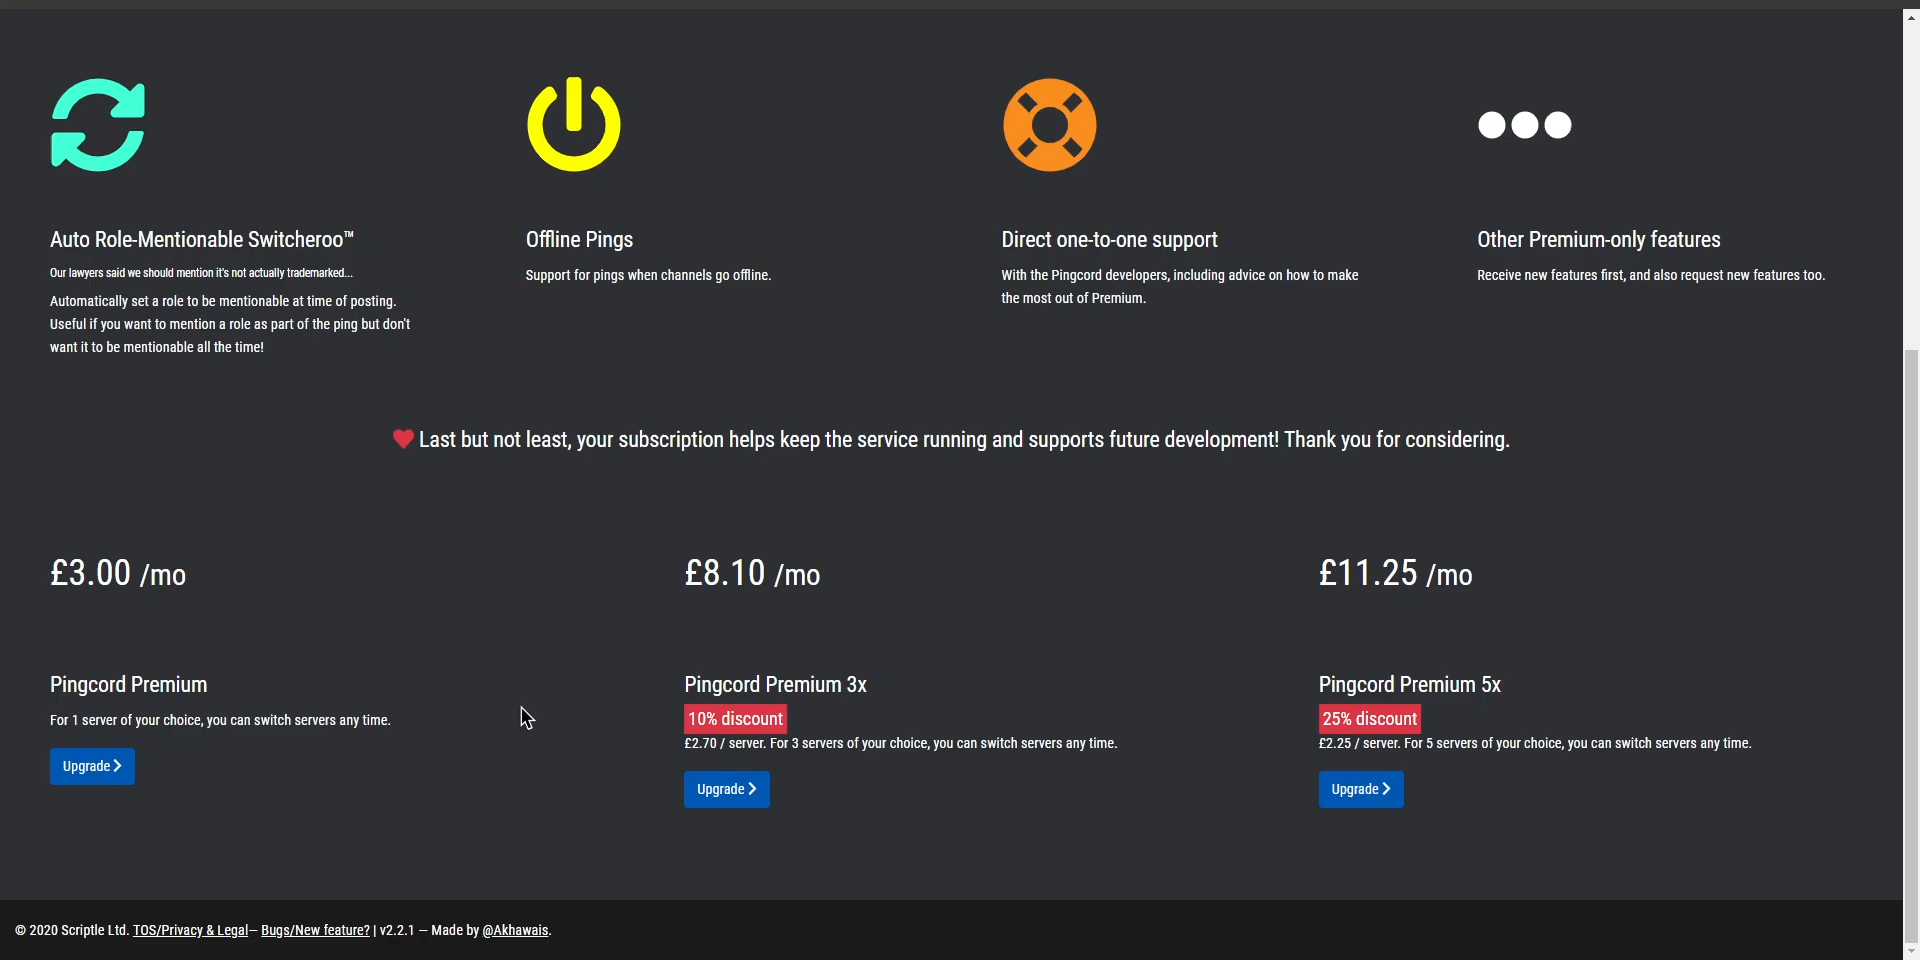 Auto Role-Mentionable Switcheroo™
Our lawyers said we should mention it's not actually trademarked...
Automatically set a role to be mentionable at time of posting.
Useful if you want to mention a role as part of the ping but don't
want it to be mentionable all the time!
Offline Pings
Support for pings when channels go offline.
Direct one-to-one support
With the Pingcord developers, including advice on how to make
the most out of Premium.
Other Premium-only features
Receive new features first, and also request new features too.
Last but not least, your subscription helps keep the service running and supports future development! Thank you for considering.
£3.00 /mo
Pingcord Premium
For 1 server of your choice, you can switch servers any time.
Upgrade
£8.10 /mo
Pingcord Premium 3x
10% discount
£2.70 / server. For 3 servers of your choice, you can switch servers any time.
Upgrade
£11.25 /mo
Pingcord Premium 5x
25% discount
£2.25 / server. For 5 servers of your choice, you can switch servers any time.
Upgrade
© 2020 Scriptle Ltd. TOS/Privacy & Legal— Bugs/New feature? | v2.2.1 — Made by @Akhawais.